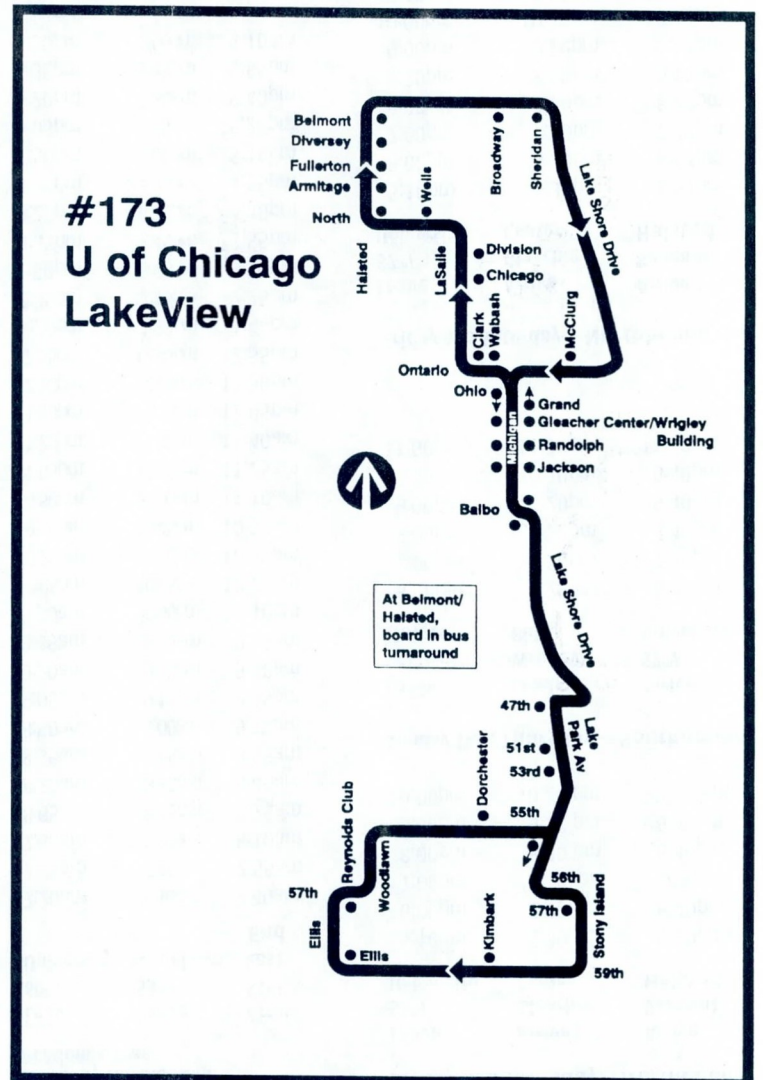 #173
U of Chicago
LakeView
Belmont
Diversey
Fullerton
Armitage
North
Wells
Broadway
Sheridan
Lake Shore Drive
Halsted
LaSalle
Division
Chicago
Clark
Wabash
McClurg
Ontario
Ohio
Grand
Gleacher Center/Wrigley
Building
Michigan
Randolph
Jackson
Balbo
At Belmont/
Halsted,
board in bus
turnaround
Lake Shore Drive
47th
Lake
Park Av
51st
53rd
Dorchester
55th
Reynolds Club
Woodlawn
56th
57th
57th
Stony Island
Ellis
Ellis
Kimbark
59th